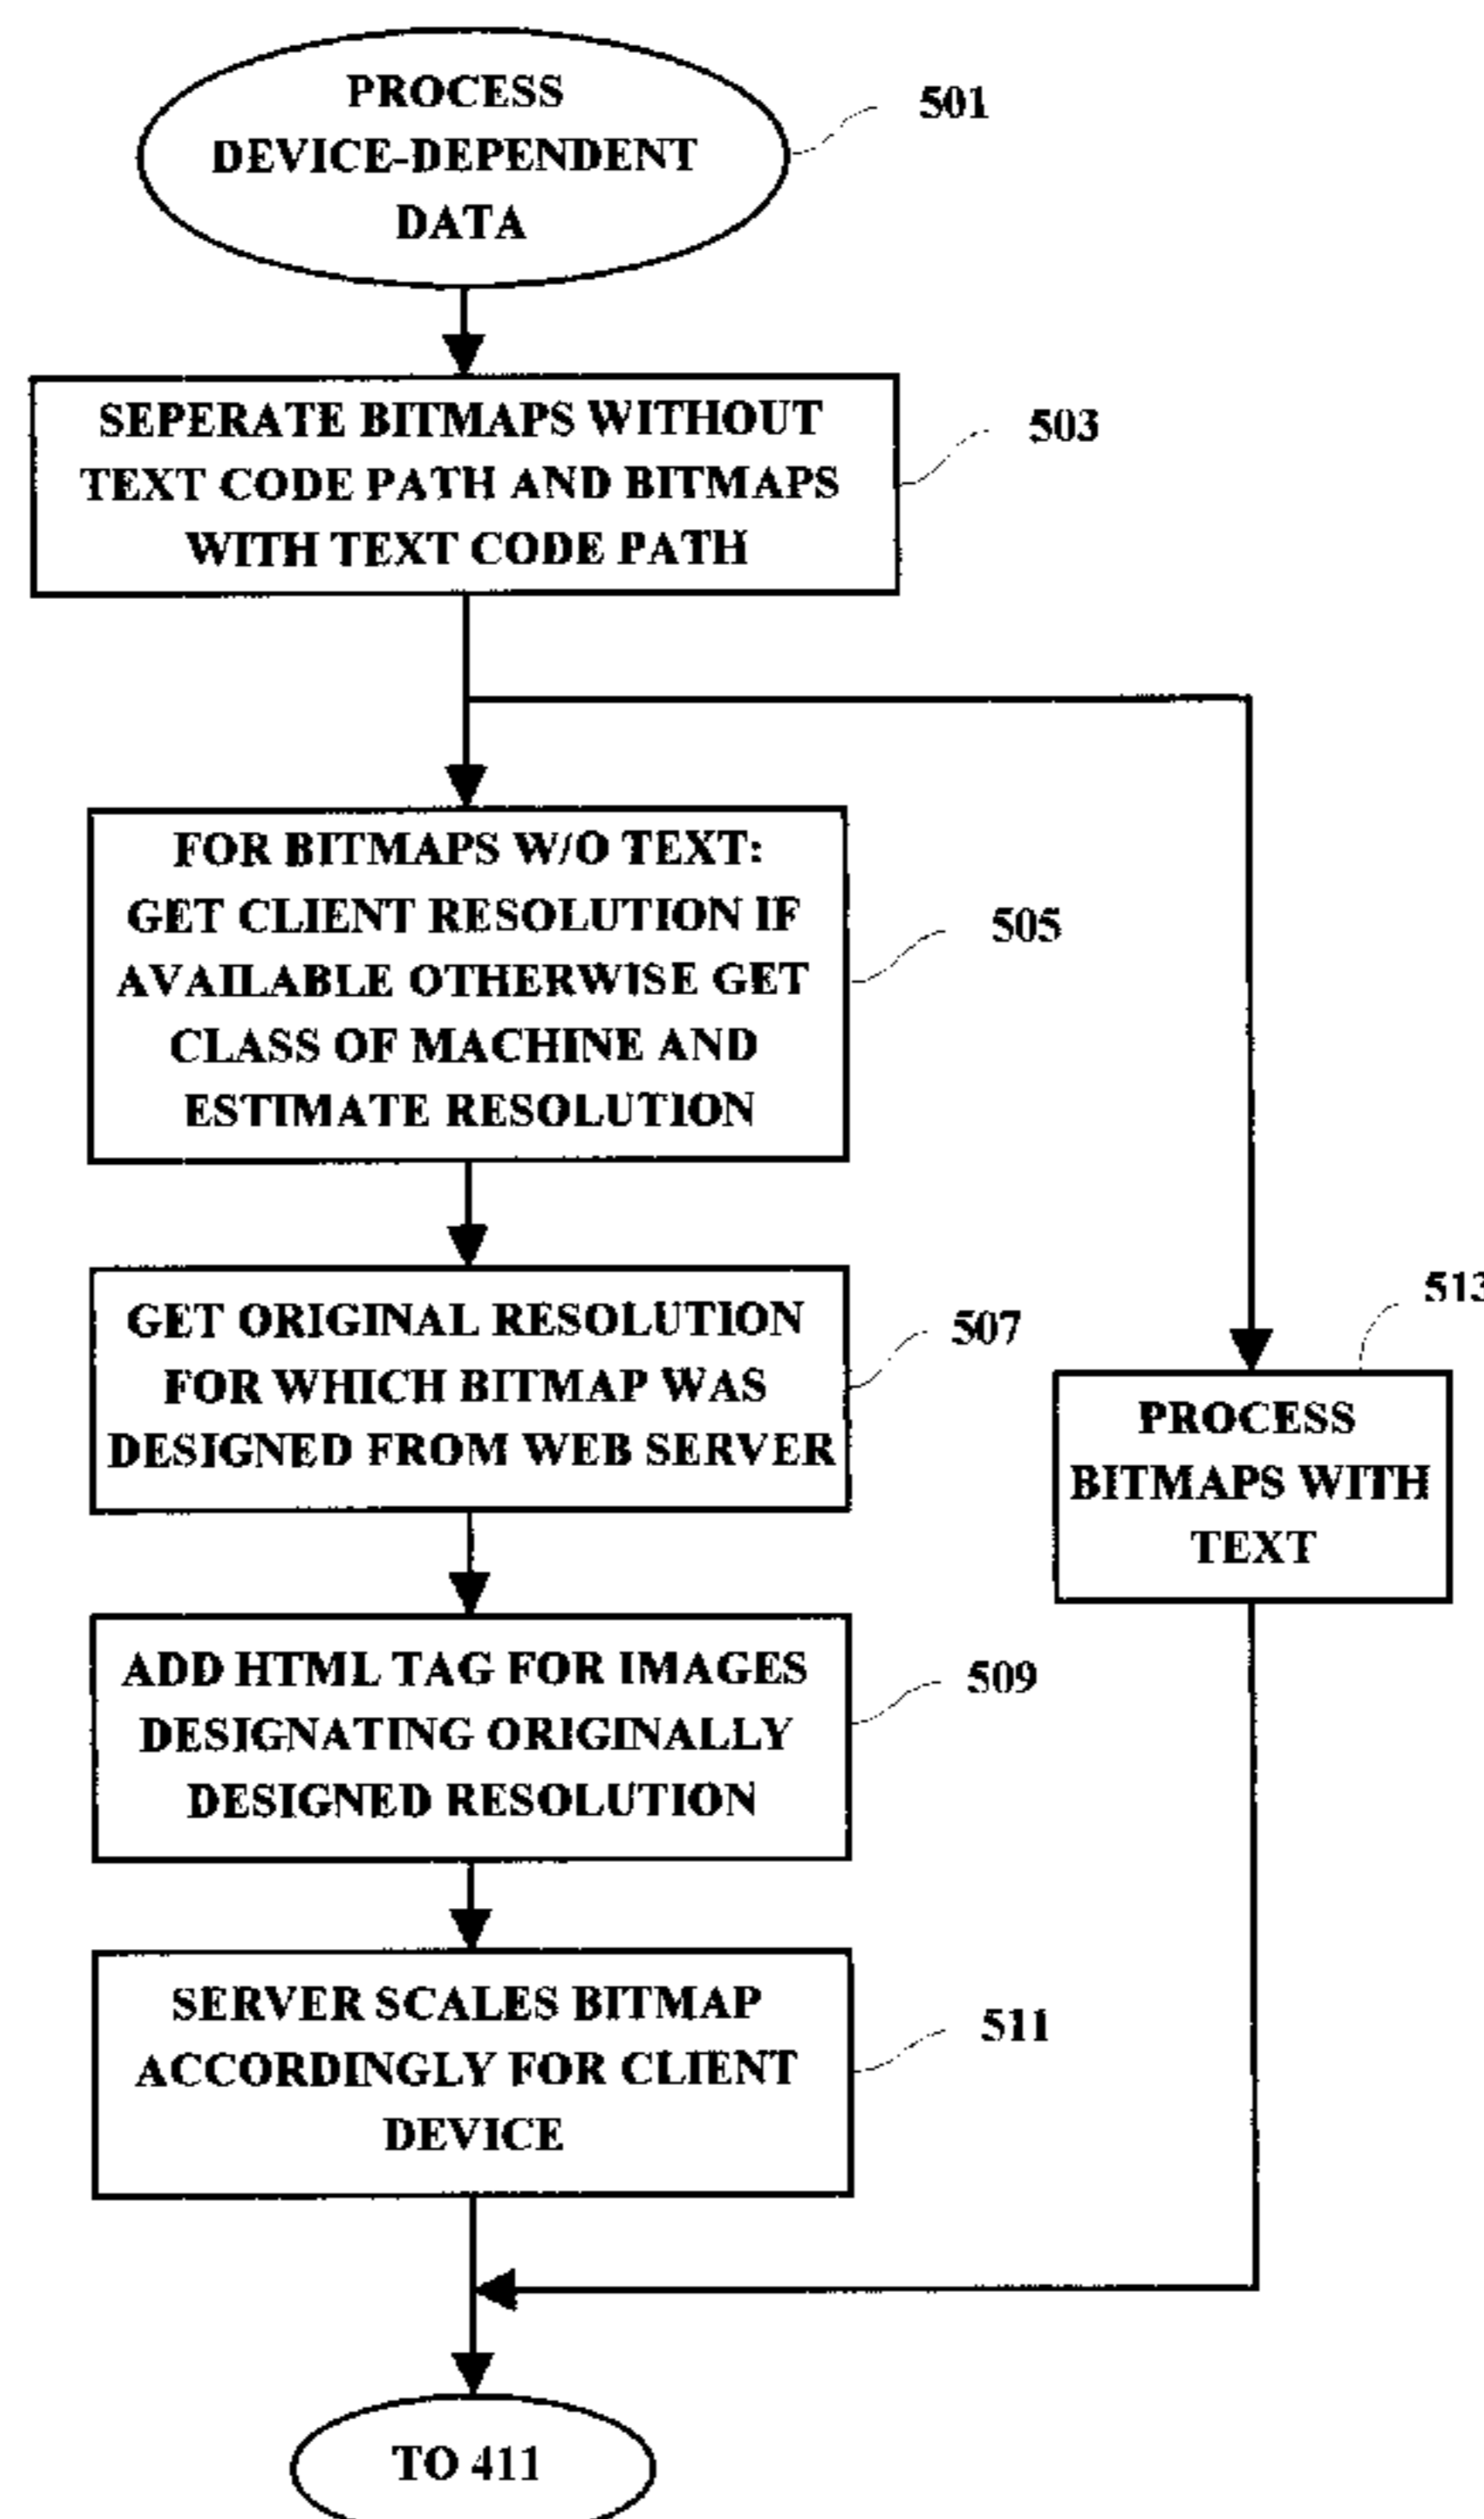 PROCESS
DEVICE-DEPENDENT
DATA
501
SEPERATE BITMAPS WITHOUT
TEXT CODE PATH AND BITMAPS
WITH TEXT CODE PATH
503
FOR BITMAPS W/O TEXT:
GET CLIENT RESOLUTION IF
AVAILABLE OTHERWISE GET
CLASS OF MACHINE AND
ESTIMATE RESOLUTION
505
GET ORIGINAL RESOLUTION
FOR WHICH BITMAP WAS
DESIGNED FROM WEB SERVER
507
513
PROCESS
BITMAPS WITH
TEXT
ADD HTML TAG FOR IMAGES
DESIGNATING ORIGINALLY
DESIGNED RESOLUTION
509
SERVER SCALES BITMAP
ACCORDINGLY FOR CLIENT
DEVICE
511
TO 411